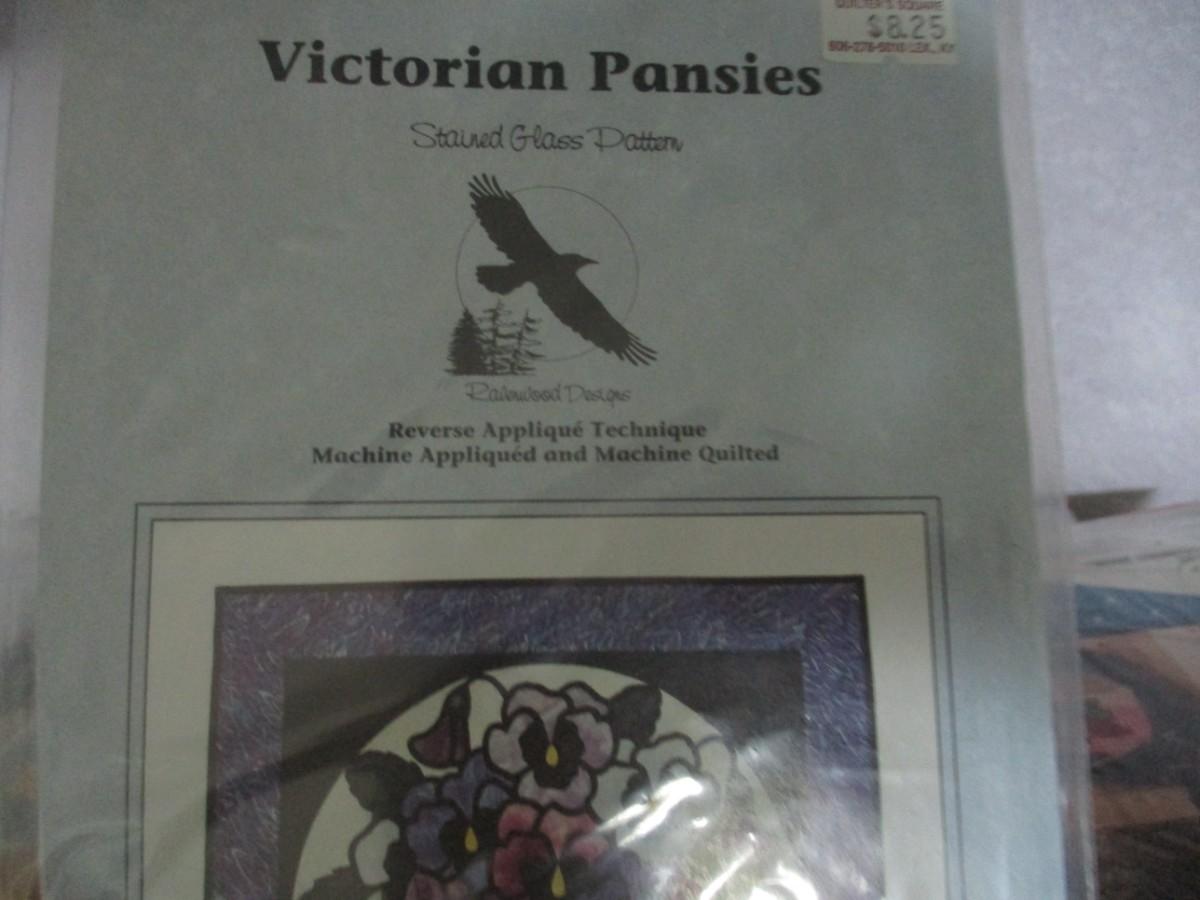 QUILTER'S SQUARE
$8.25
Victorian Pansies
Stained Glass Pattern
Ravenwood Designs
Reverse Appliqué Technique
Machine Appliquéd and Machine Quilted